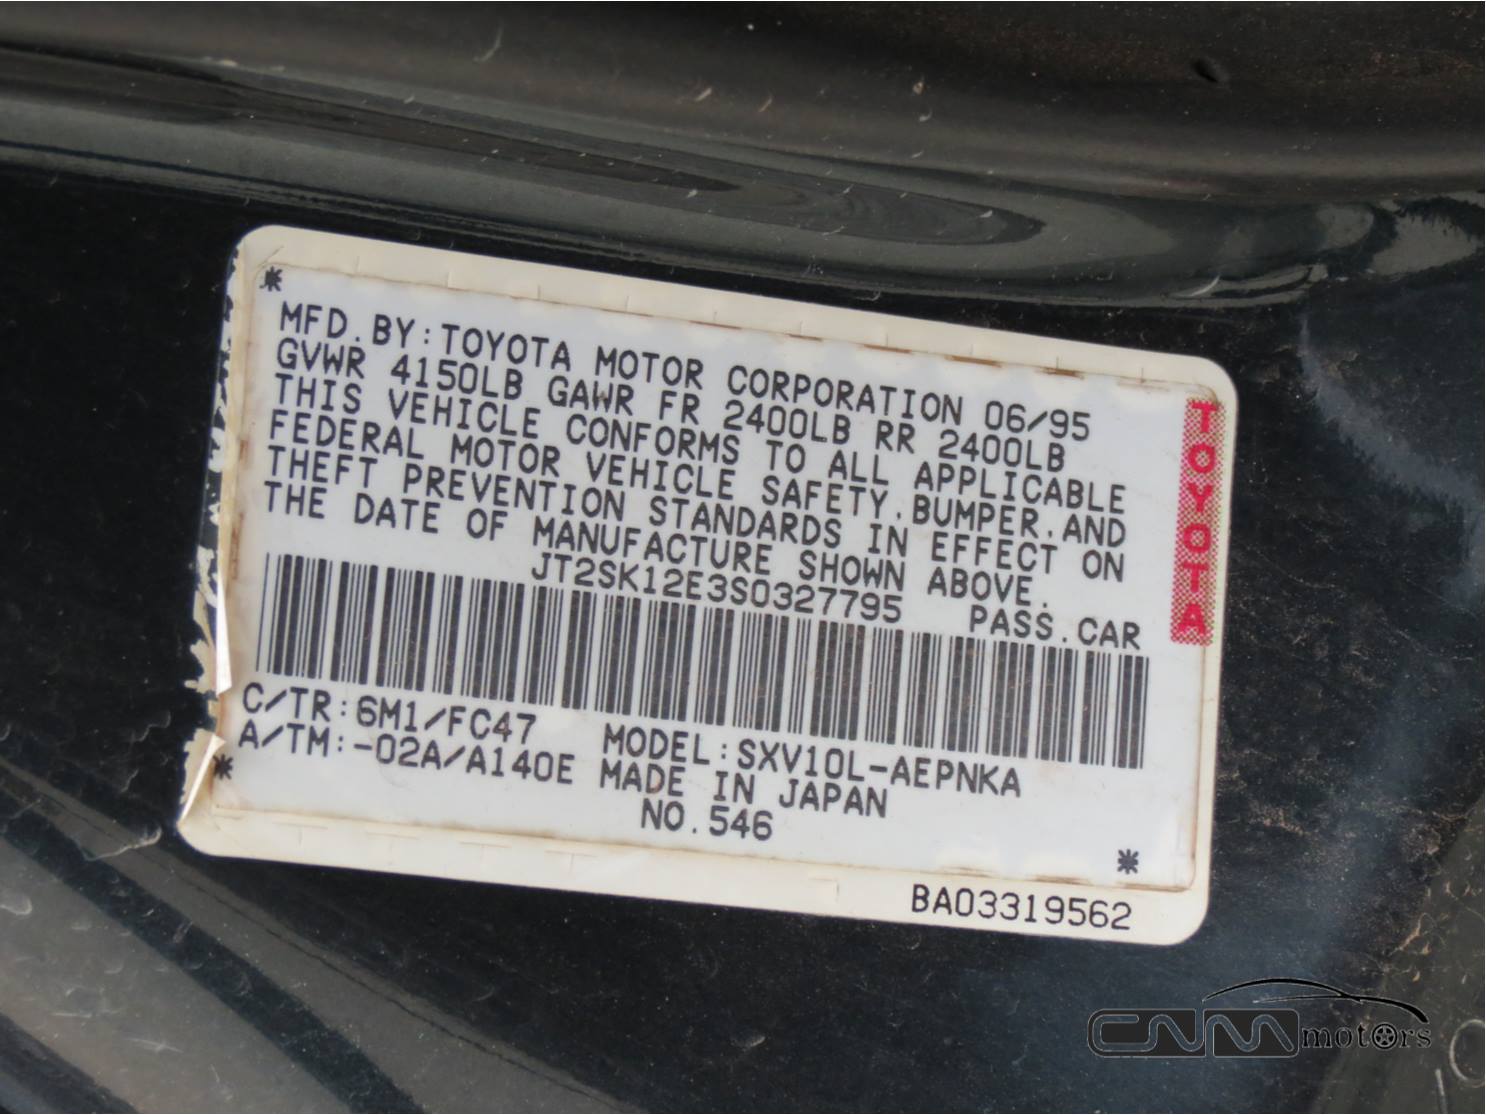 MFD. BY: TOYOTA MOTOR CORPORATION 06/95
GVWR 4150LB GAWR FR 2400LB RR 2400LB
THIS VEHICLE CONFORMS TO ALL APPLICABLE
FEDERAL MOTOR VEHICLE SAFETY, BUMPER, AND
THEFT PREVENTION STANDARDS IN EFFECT ON
THE DATE OF MANUFACTURE SHOWN ABOVE.
JT2SK12E3S0327795 PASS. CAR
TOYOTA
C/TR: 6M1/FC47 MODEL: SXV10L-AEPNKA
A/TM: -02A/A140E MADE IN JAPAN
NO. 546
BA03319562
CNM motors